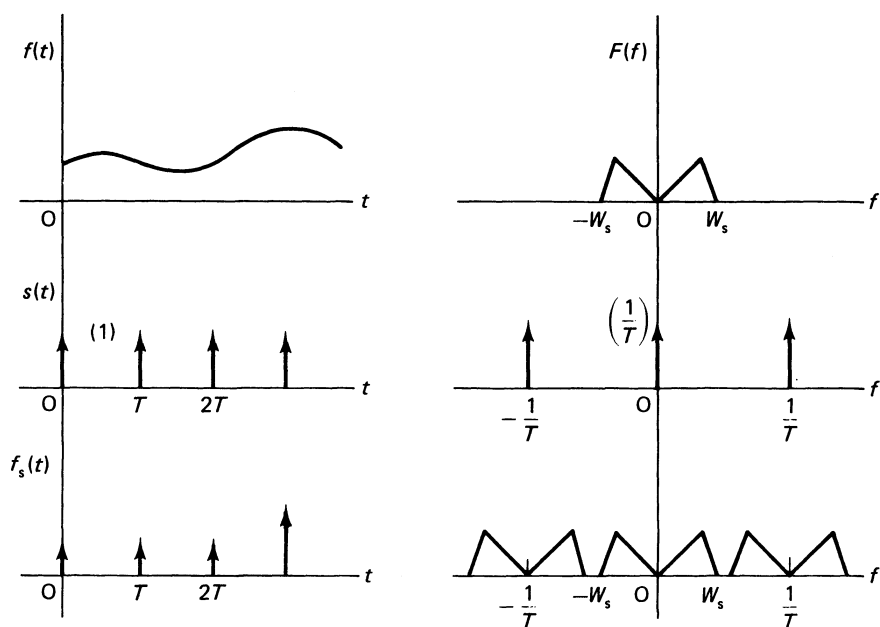 f(t)
F(f)
O
t
−Wₛ
O
Wₛ
f
s(t)
(1)
(1/T)
O
T
2T
t
−1/T
O
1/T
f
fₛ(t)
O
T
2T
t
−1/T
−Wₛ
O
Wₛ
1/T
f